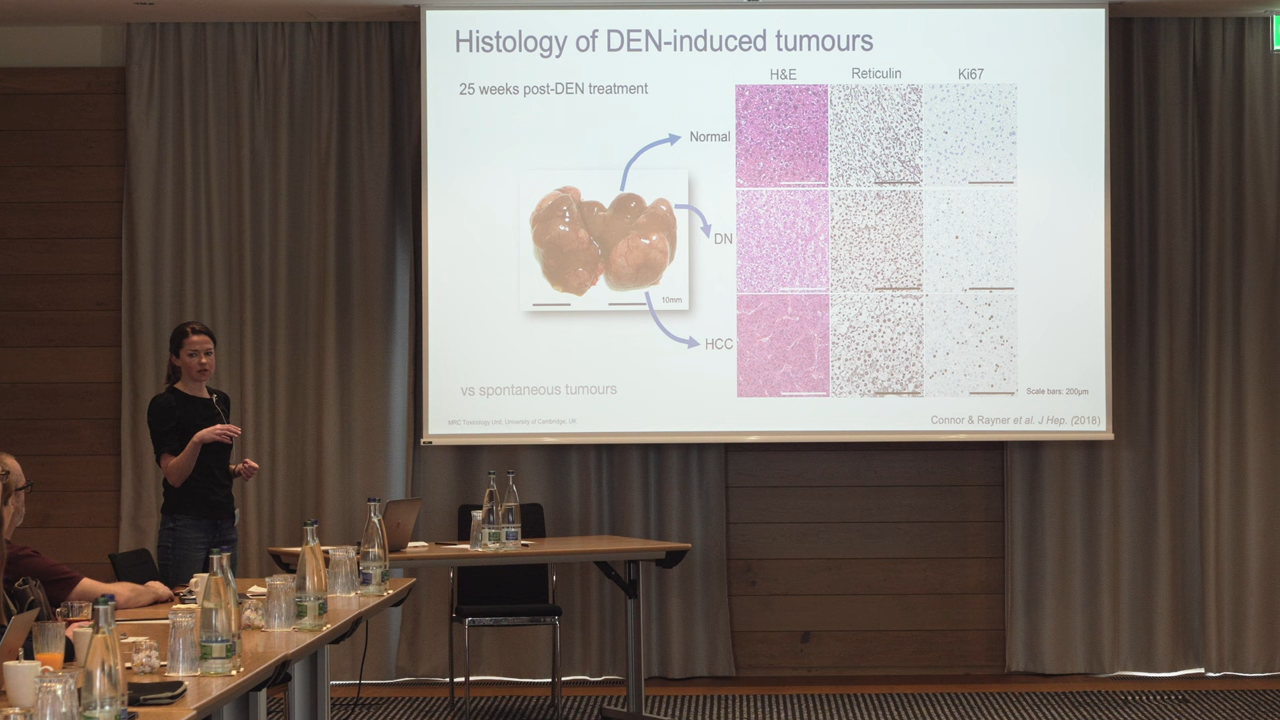 Histology of DEN-induced tumours
25 weeks post-DEN treatment
H&E
Reticulin
Ki67
Normal
DN
HCC
10mm
vs spontaneous tumours
Scale bars: 200µm
MRC Toxicology Unit, University of Cambridge, UK
Connor & Rayner et al. J Hep. (2018)